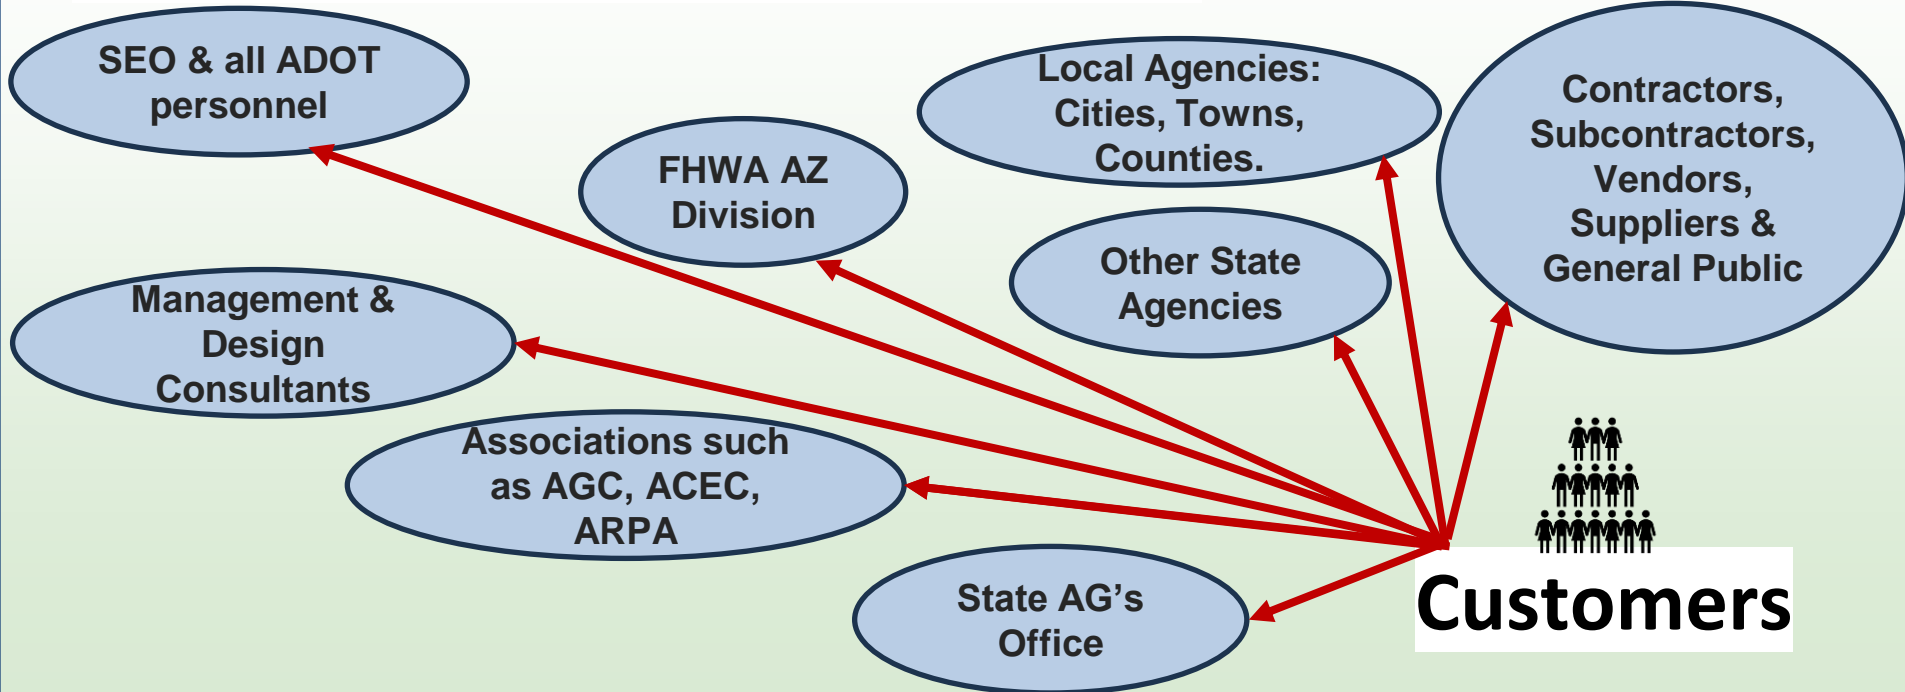 SEO & all ADOT
personnel
Local Agencies:
Cities, Towns,
Counties.
Contractors,
Subcontractors,
Vendors,
Suppliers &
General Public
FHWA AZ
Division
Other State
Agencies
Management &
Design
Consultants
Associations such
as AGC, ACEC,
ARPA
State AG’s
Office
Customers